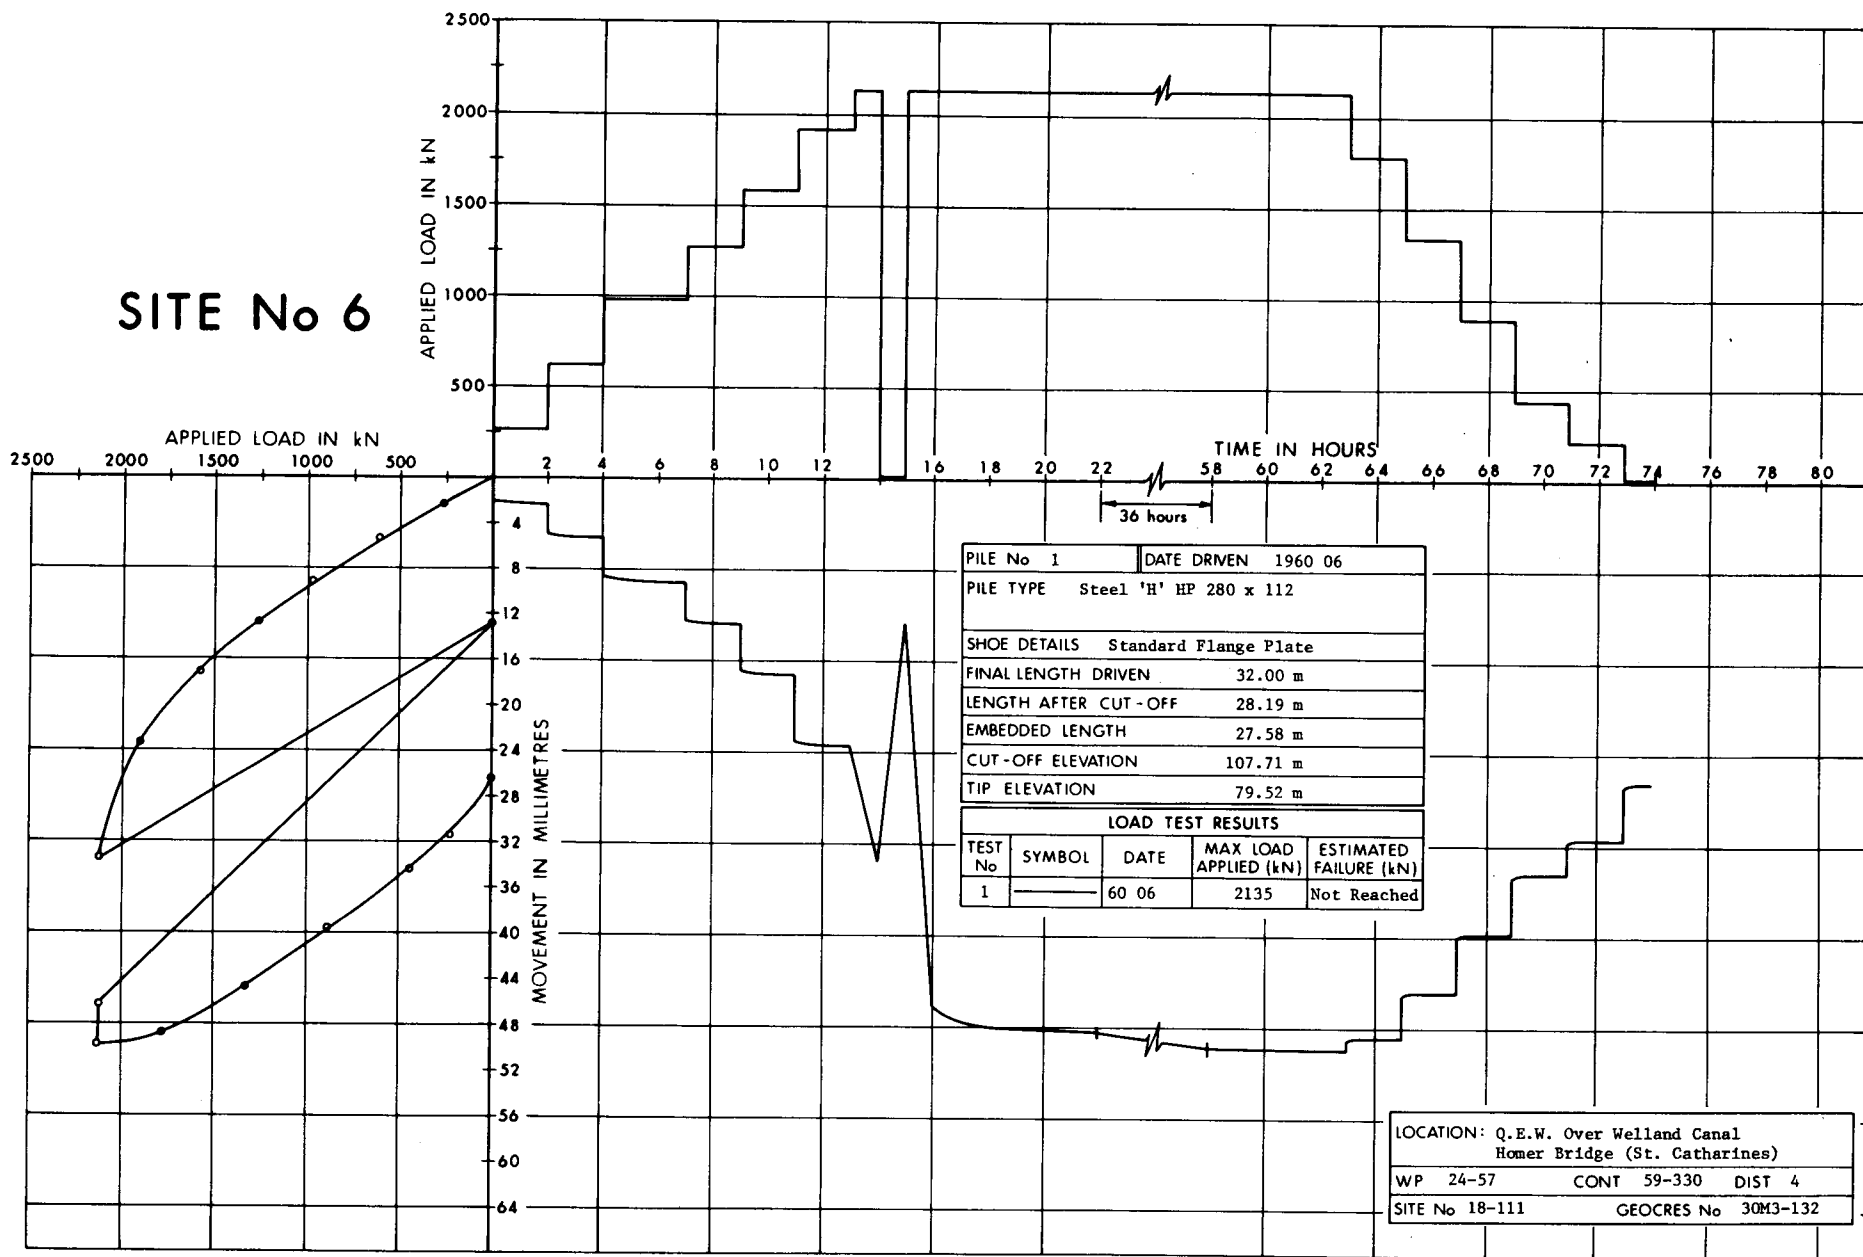 SITE No 6
APPLIED LOAD IN kN
2500
2000
1500
1000
500
APPLIED LOAD IN kN
2500 2000 1500 1000 500
TIME IN HOURS
2 4 6 8 10 12 16 18 20 22 58 60 62 64 66 68 70 72 74 76 78 80
36 hours
MOVEMENT IN MILLIMETRES
4
8
12
16
20
24
28
32
36
40
44
48
52
56
60
64
PILE No 1 DATE DRIVEN 1960 06
PILE TYPE Steel 'H' HP 280 x 112
SHOE DETAILS Standard Flange Plate
FINAL LENGTH DRIVEN 32.00 m
LENGTH AFTER CUT-OFF 28.19 m
EMBEDDED LENGTH 27.58 m
CUT-OFF ELEVATION 107.71 m
TIP ELEVATION 79.52 m
LOAD TEST RESULTS
TEST No SYMBOL DATE MAX LOAD APPLIED (kN) ESTIMATED FAILURE (kN)
1 60 06 2135 Not Reached
LOCATION: Q.E.W. Over Welland Canal
Homer Bridge (St. Catharines)
WP 24-57 CONT 59-330 DIST 4
SITE No 18-111 GEOCRES No 30M3-132